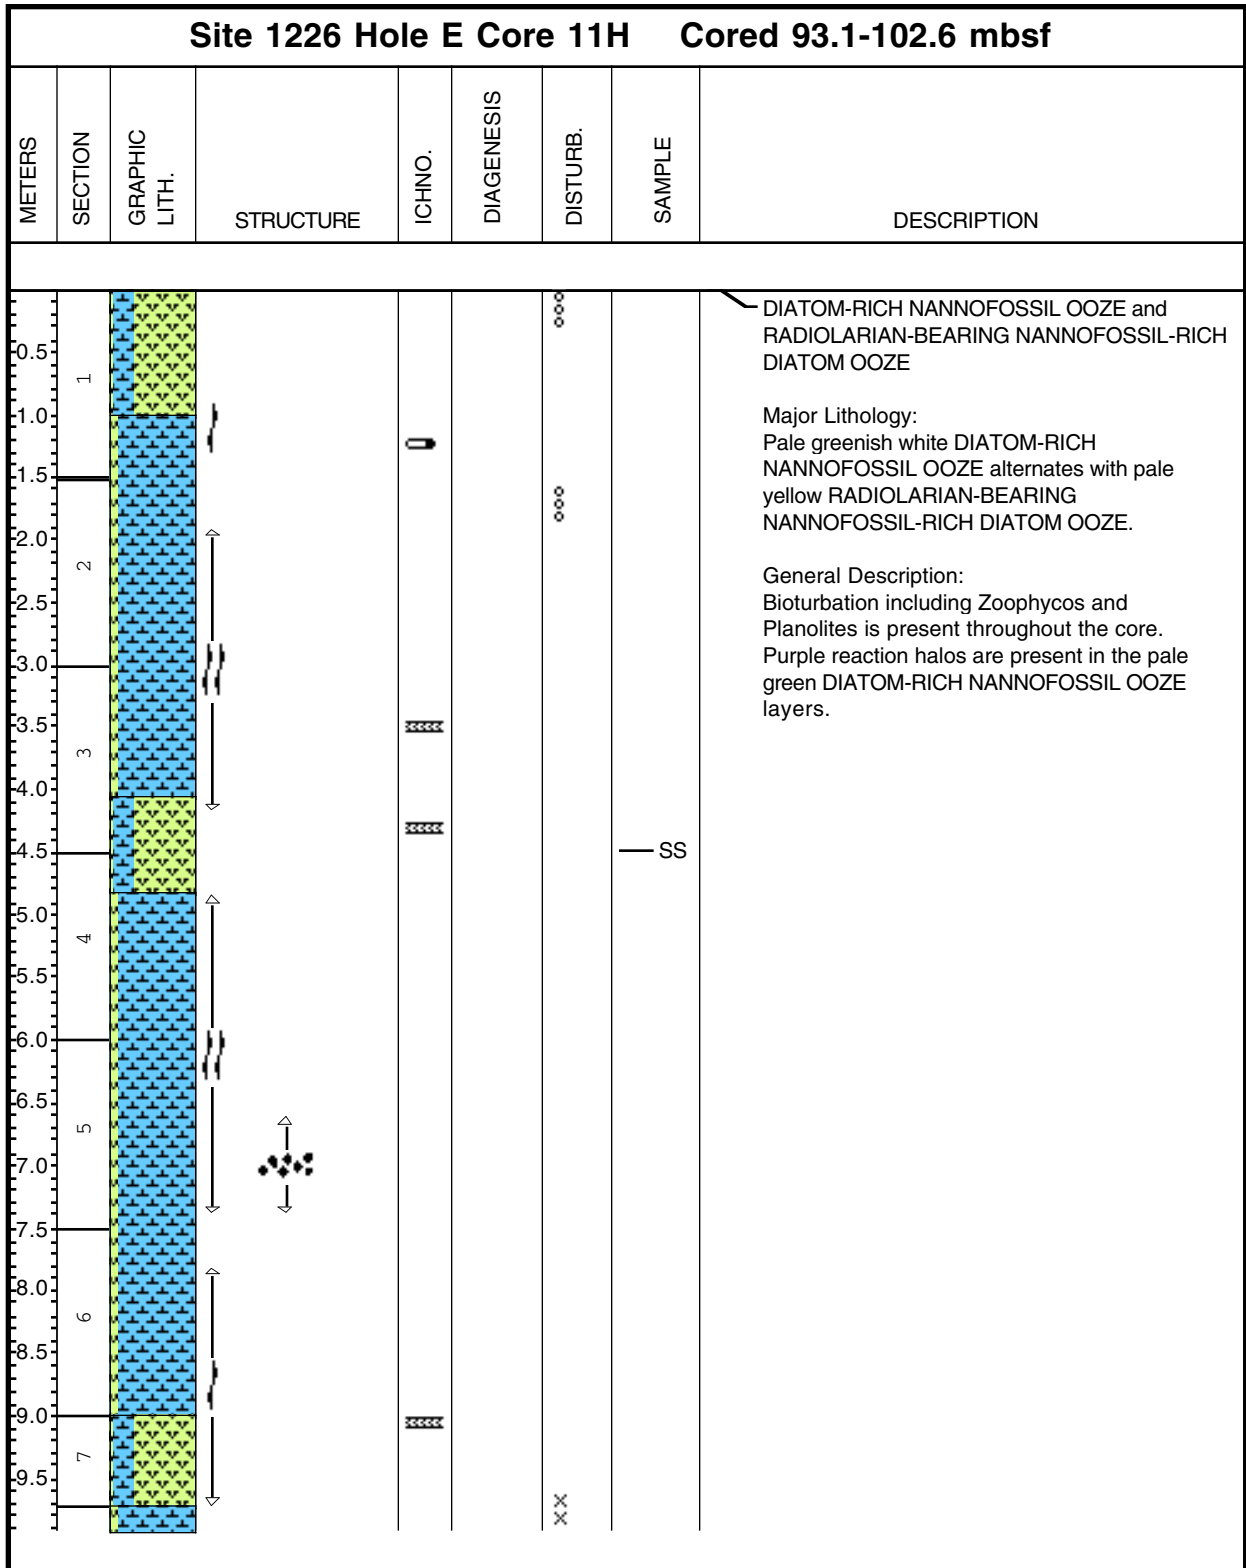 Site 1226 Hole E Core 11H Cored 93.1-102.6 mbsf
METERS
SECTION
GRAPHIC
LITH.
STRUCTURE
ICHNO.
DIAGENESIS
DISTURB.
SAMPLE
DESCRIPTION
0.5
1.0
1.5
2.0
2.5
3.0
3.5
4.0
4.5
5.0
5.5
6.0
6.5
7.0
7.5
8.0
8.5
9.0
9.5
1
2
3
4
5
6
7
SS
DIATOM-RICH NANNOFOSSIL OOZE and
RADIOLARIAN-BEARING NANNOFOSSIL-RICH
DIATOM OOZE
Major Lithology:
Pale greenish white DIATOM-RICH
NANNOFOSSIL OOZE alternates with pale
yellow RADIOLARIAN-BEARING
NANNOFOSSIL-RICH DIATOM OOZE.
General Description:
Bioturbation including Zoophycos and
Planolites is present throughout the core.
Purple reaction halos are present in the pale
green DIATOM-RICH NANNOFOSSIL OOZE
layers.